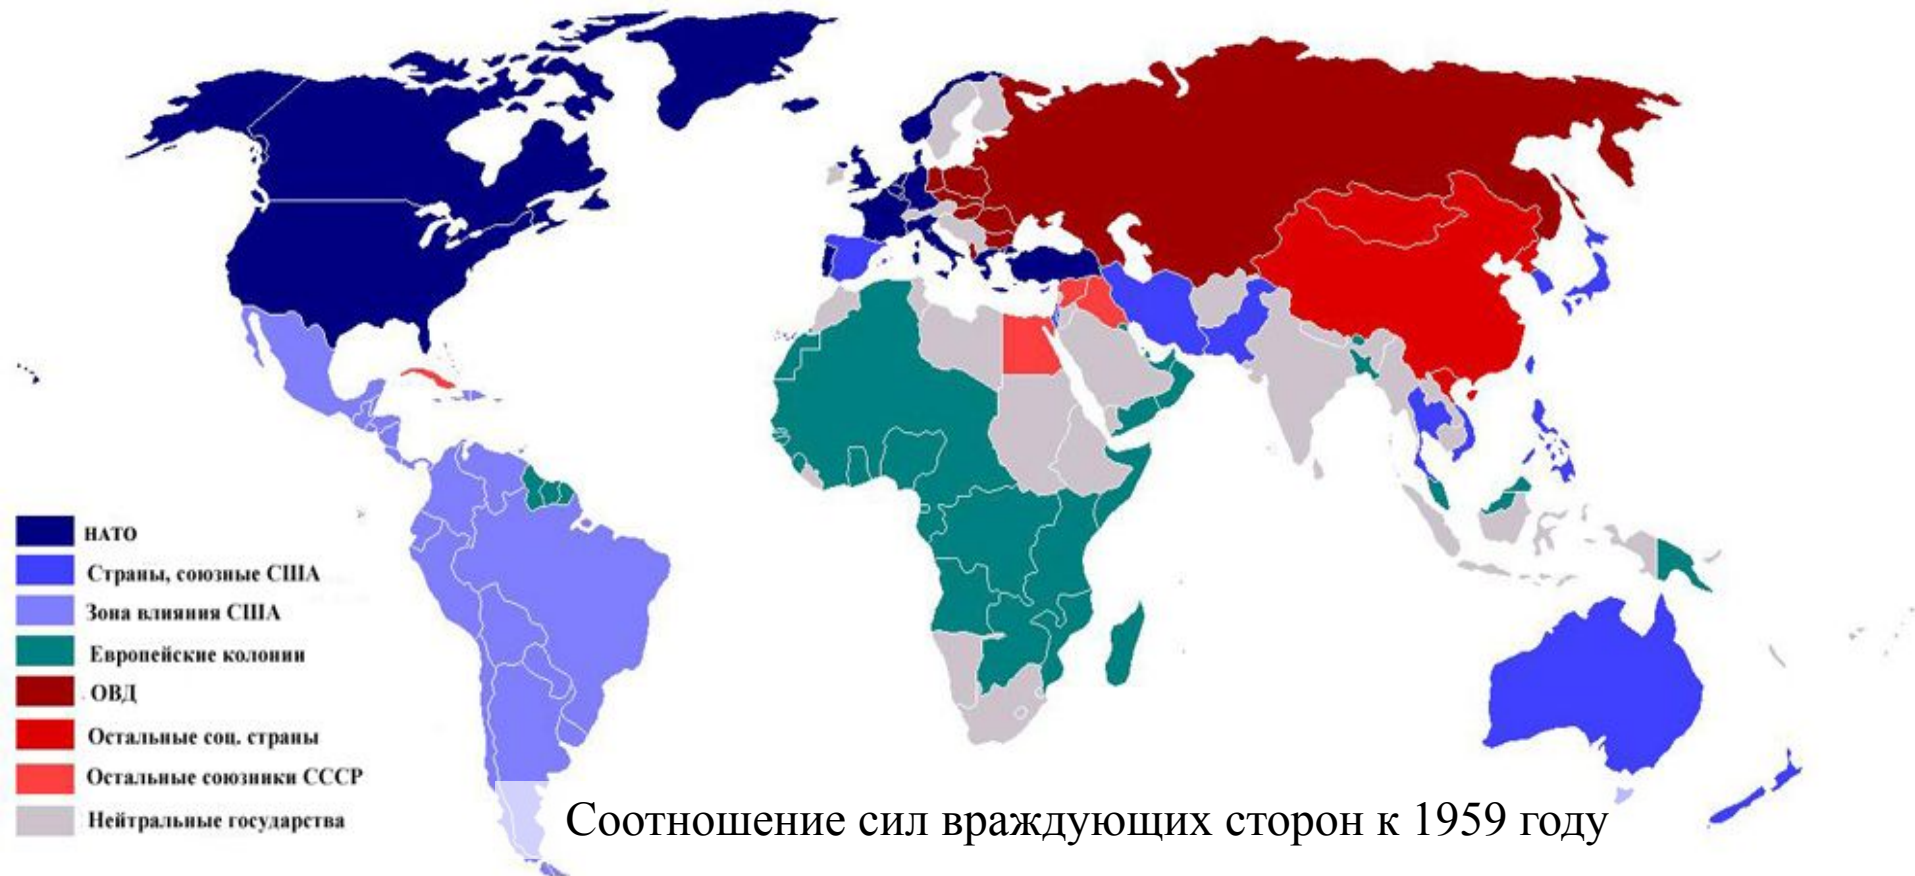 НАТО
Страны, союзные США
Зона влияния США
Европейские колонии
ОВД
Остальные соц. страны
Остальные союзники СССР
Нейтральные государства
Соотношение сил враждующих сторон к 1959 году